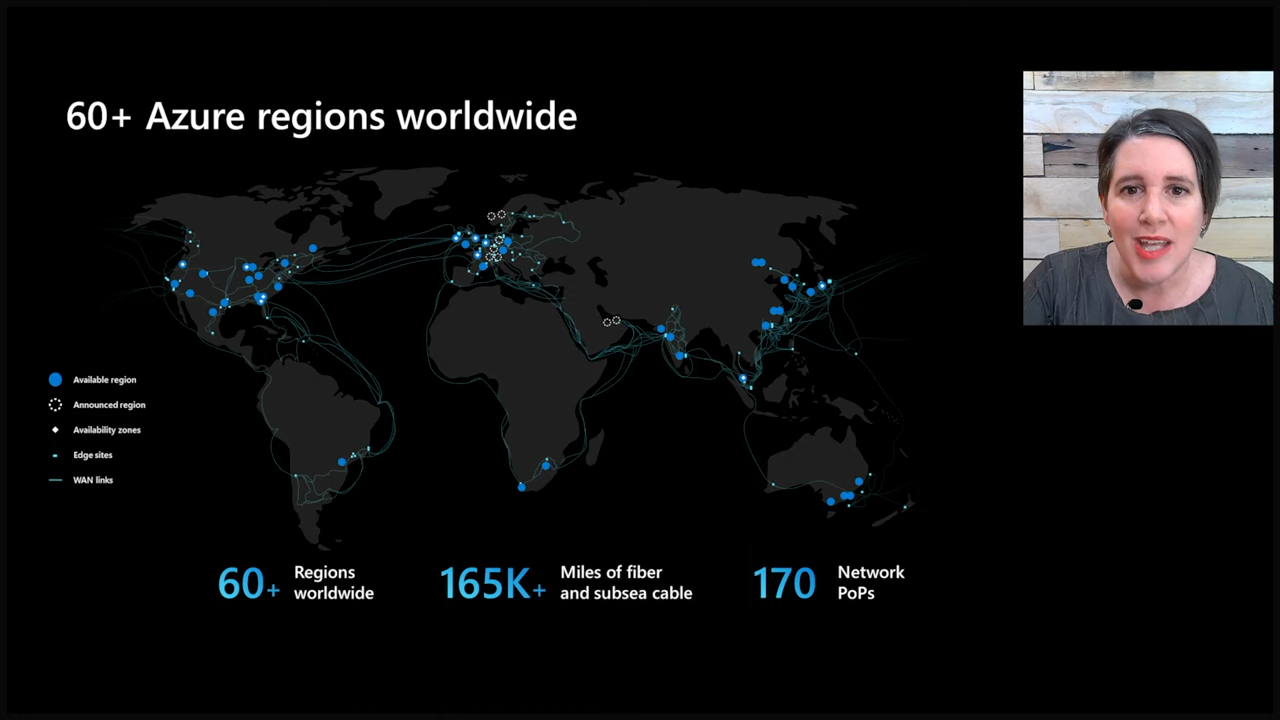 60+ Azure regions worldwide
Available region
Announced region
Availability zones
Edge sites
WAN links
60+ Regions
worldwide
165K+ Miles of fiber
and subsea cable
170 Network
PoPs